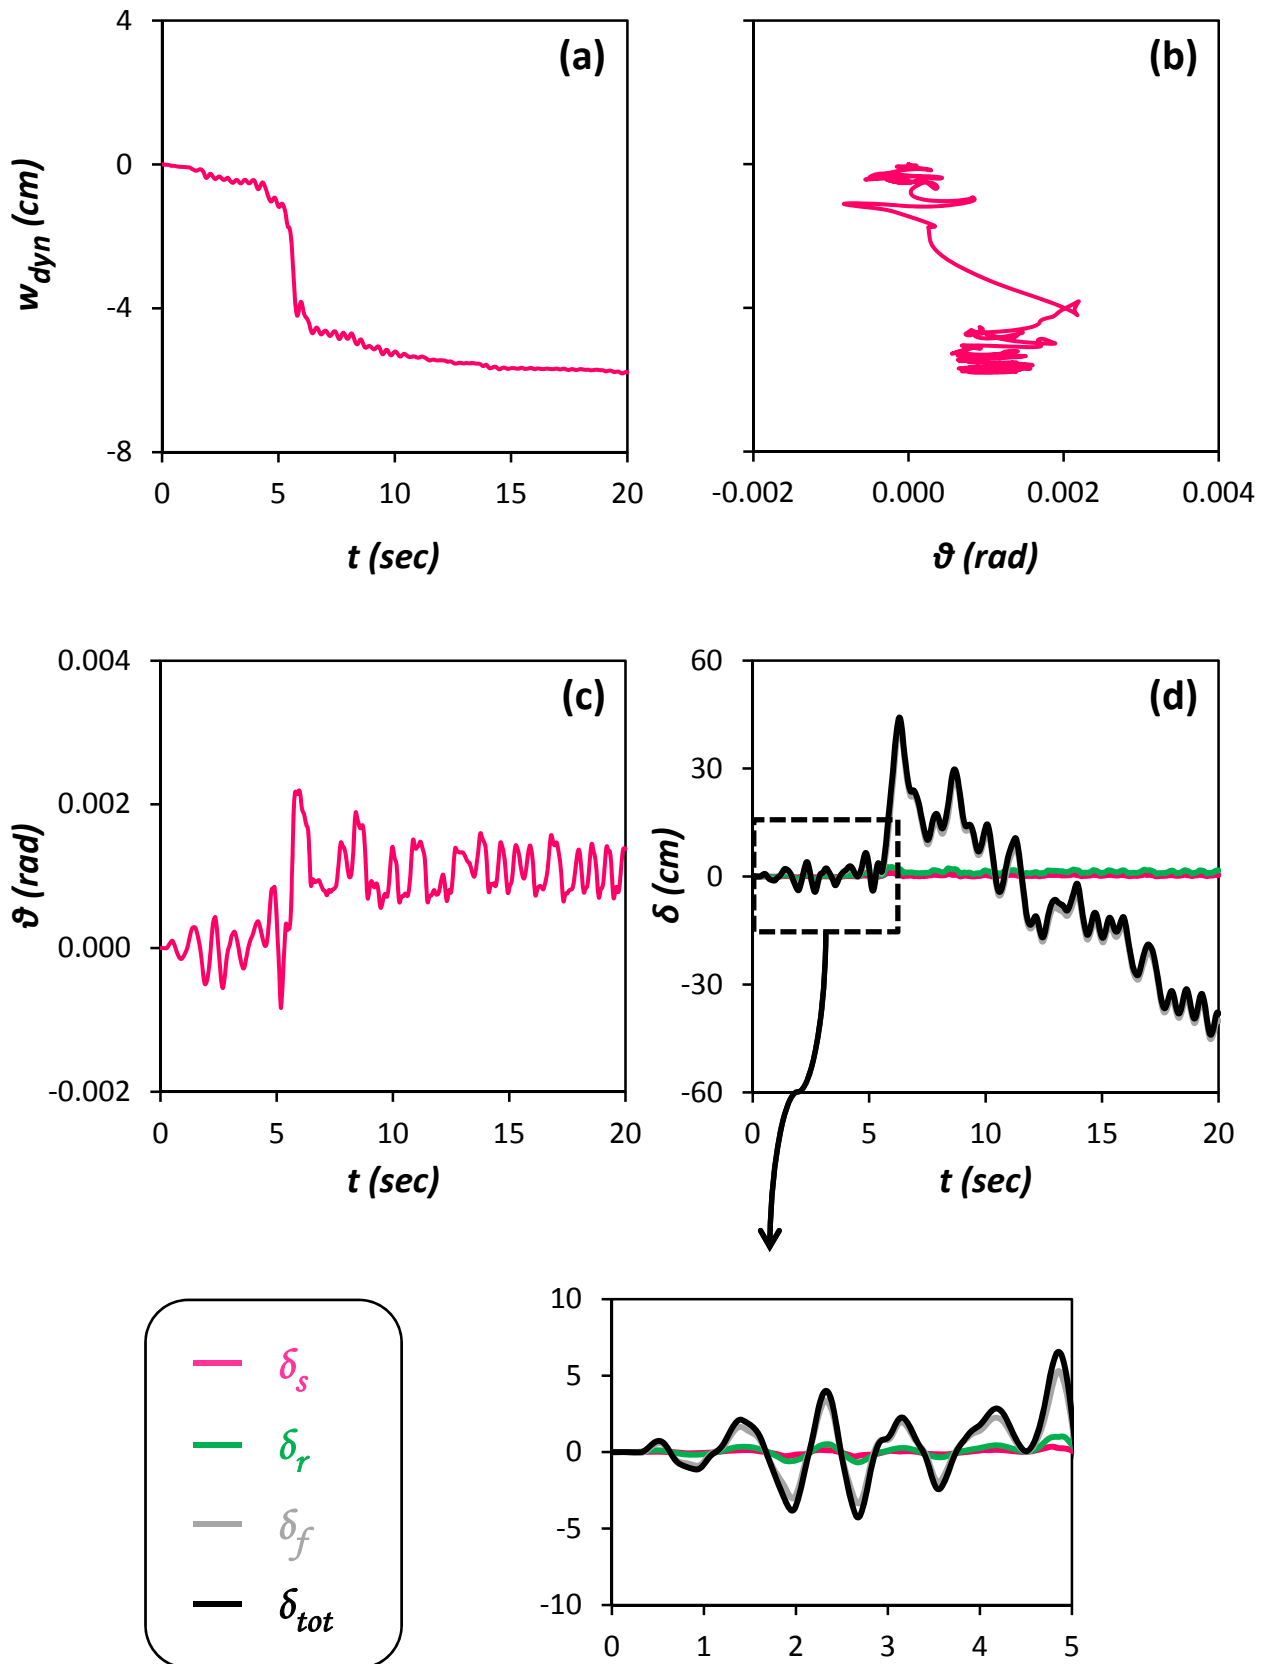 4
0
-4
-8
w_dyn (cm)
(a)
0 5 10 15 20
t (sec)
(b)
-0.002 0.000 0.002 0.004
ϑ (rad)
0.004
0.002
0.000
-0.002
ϑ (rad)
(c)
0 5 10 15 20
t (sec)
60
30
0
-30
-60
δ (cm)
(d)
0 5 10 15 20
t (sec)
δ_s
δ_r
δ_f
δ_tot
10
5
0
-5
-10
0 1 2 3 4 5